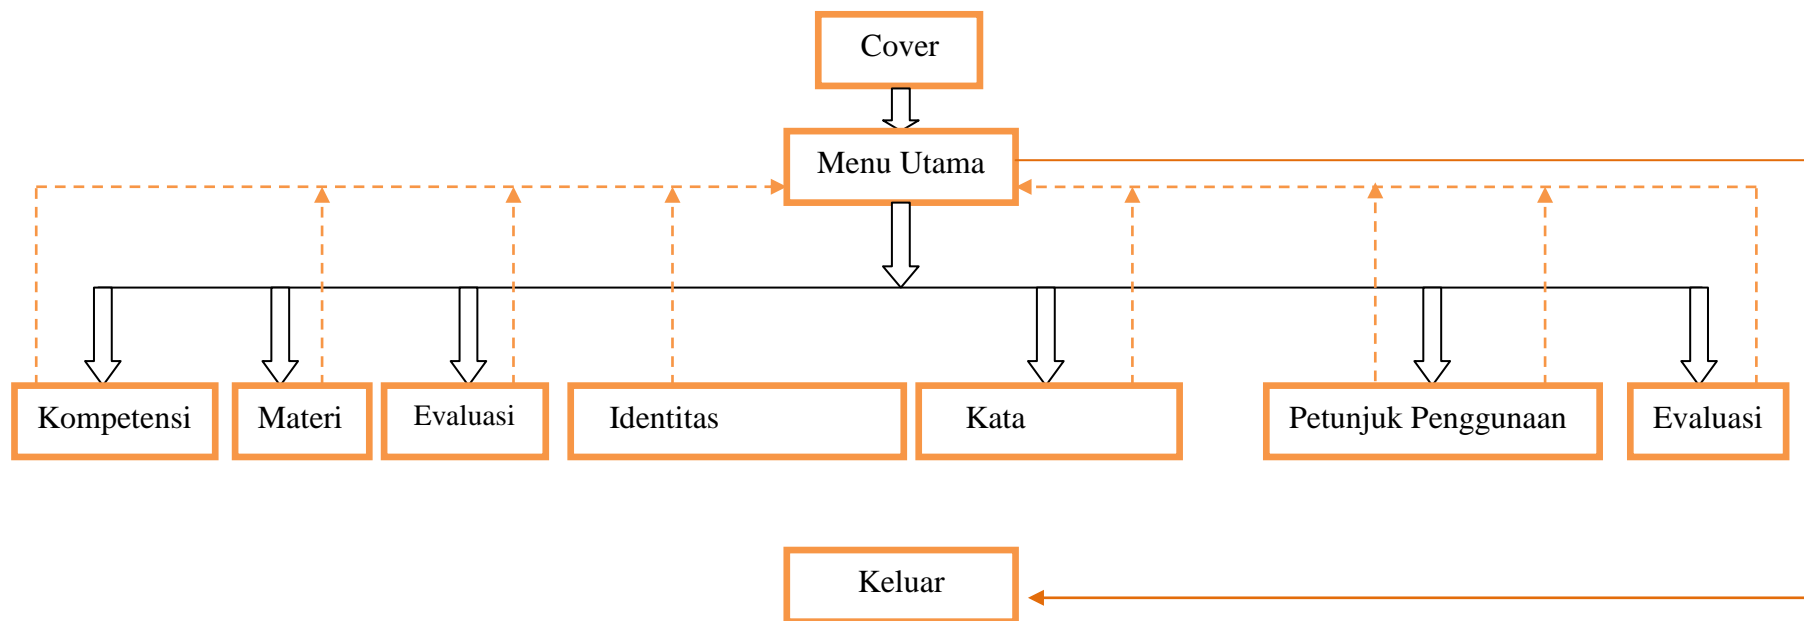 Cover
Menu Utama
Kompetensi
Materi
Evaluasi
Identitas
Kata
Petunjuk Penggunaan
Evaluasi
Keluar